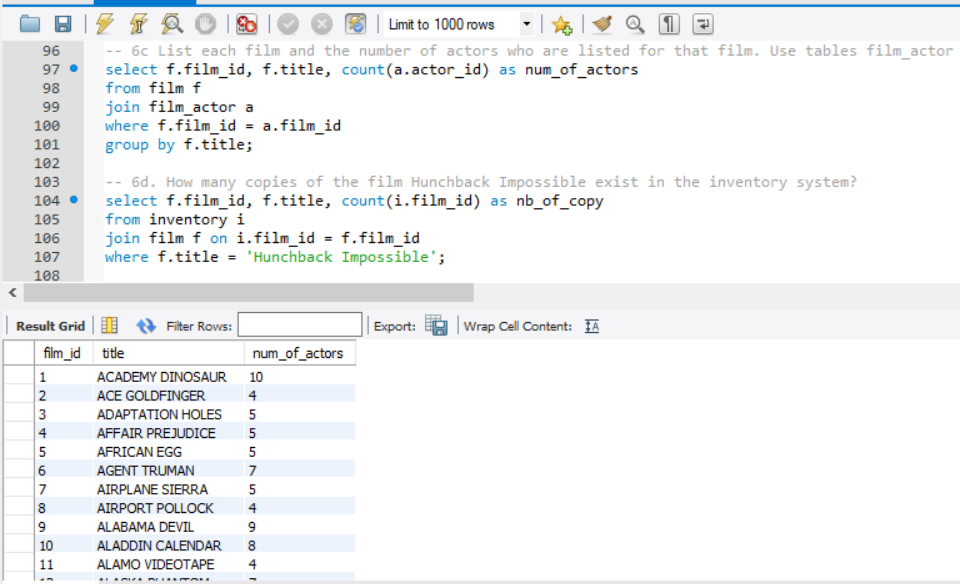 Limit to 1000 rows
96 -- 6c List each film and the number of actors who are listed for that film. Use tables film_actor
97 select f.film_id, f.title, count(a.actor_id) as num_of_actors
98 from film f
99 join film_actor a
100 where f.film_id = a.film_id
101 group by f.title;
102
103 -- 6d. How many copies of the film Hunchback Impossible exist in the inventory system?
104 select f.film_id, f.title, count(i.film_id) as nb_of_copy
105 from inventory i
106 join film f on i.film_id = f.film_id
107 where f.title = 'Hunchback Impossible';
108
Result Grid Filter Rows: Export: Wrap Cell Content:
film_id title num_of_actors
1 ACADEMY DINOSAUR 10
2 ACE GOLDFINGER 4
3 ADAPTATION HOLES 5
4 AFFAIR PREJUDICE 5
5 AFRICAN EGG 5
6 AGENT TRUMAN 7
7 AIRPLANE SIERRA 5
8 AIRPORT POLLOCK 4
9 ALABAMA DEVIL 9
10 ALADDIN CALENDAR 8
11 ALAMO VIDEOTAPE 4